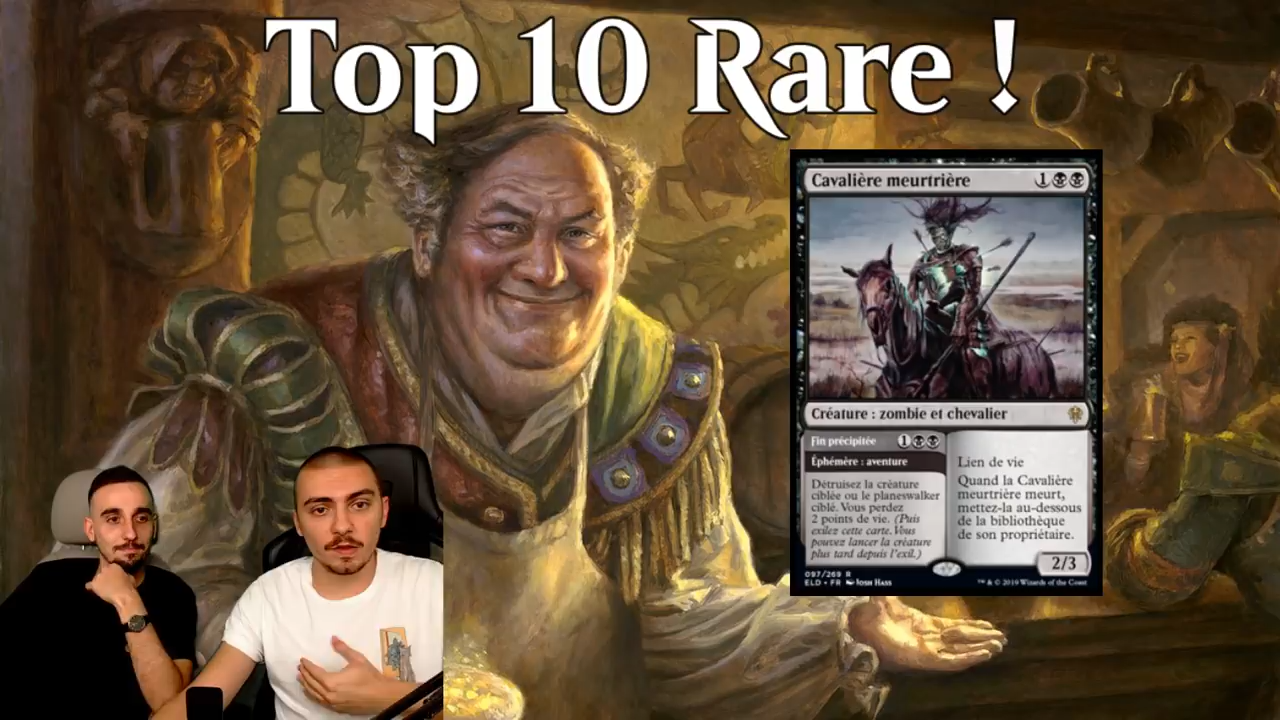 Top 10 Rare !
Cavalière meurtrière 1
Créature : zombie et chevalier
Fin précipitée 1
Éphémère : aventure
Détruisez la créature
ciblée ou le planeswalker
ciblé. Vous perdez
2 points de vie. (Puis
exilez cette carte. Vous
pouvez lancer la créature
plus tard depuis l'exil.)
Lien de vie
Quand la Cavalière
meurtrière meurt,
mettez-la au-dessous
de la bibliothèque
de son propriétaire.
2/3
097/269 R
ELD • FR Josh Hass
™ & © 2019 Wizards of the Coast